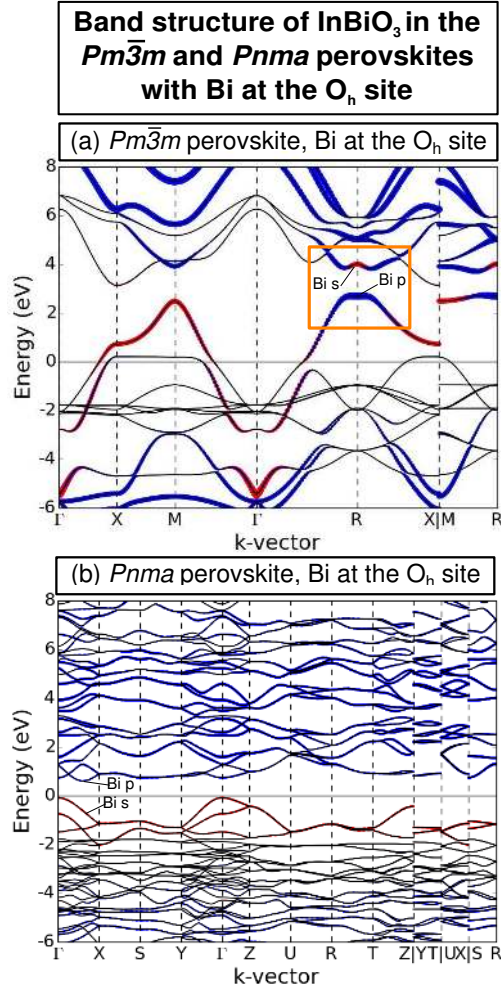 Band structure of InBiO₃ in the
Pm3̅m and Pnma perovskites
with Bi at the Oₕ site
(a) Pm3̅m perovskite, Bi at the Oₕ site
8
6
4
2
0
-2
-4
-6
Energy (eV)
Bi s
Bi p
Γ X M Γ R X|M R
k-vector
(b) Pnma perovskite, Bi at the Oₕ site
8
6
4
2
0
-2
-4
-6
Energy (eV)
Bi p
Bi s
Γ X S Y Γ Z U R T Z|YT|UX|S R
k-vector